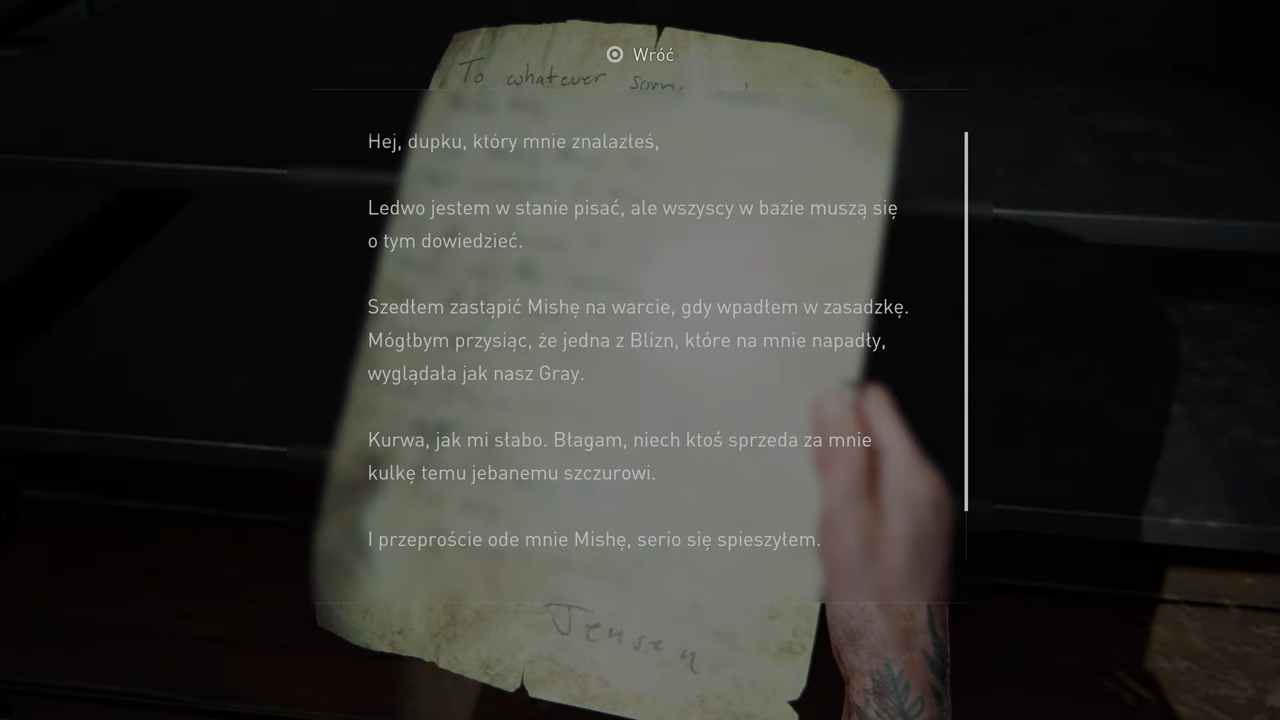 Wróć
To whatever
Hej, dupku, który mnie znalazłeś,
Ledwo jestem w stanie pisać, ale wszyscy w bazie muszą się
o tym dowiedzieć.
Szedłem zastąpić Mishę na warcie, gdy wpadłem w zasadzkę.
Mógłbym przysiąc, że jedna z Blizn, które na mnie napadły,
wyglądała jak nasz Gray.
Kurwa, jak mi słabo. Błagam, niech ktoś sprzeda za mnie
kulkę temu jebanemu szczurowi.
I przeproście ode mnie Mishę, serio się spieszyłem.
Jensen